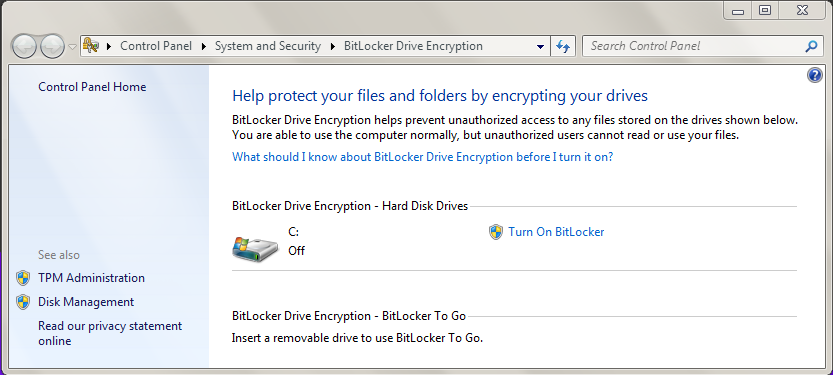 Control Panel System and Security BitLocker Drive Encryption Search Control Panel
Control Panel Home
Help protect your files and folders by encrypting your drives
BitLocker Drive Encryption helps prevent unauthorized access to any files stored on the drives shown below.
You are able to use the computer normally, but unauthorized users cannot read or use your files.
What should I know about BitLocker Drive Encryption before I turn it on?
BitLocker Drive Encryption - Hard Disk Drives
C:
Off
Turn On BitLocker
BitLocker Drive Encryption - BitLocker To Go
Insert a removable drive to use BitLocker To Go.
See also
TPM Administration
Disk Management
Read our privacy statement
online